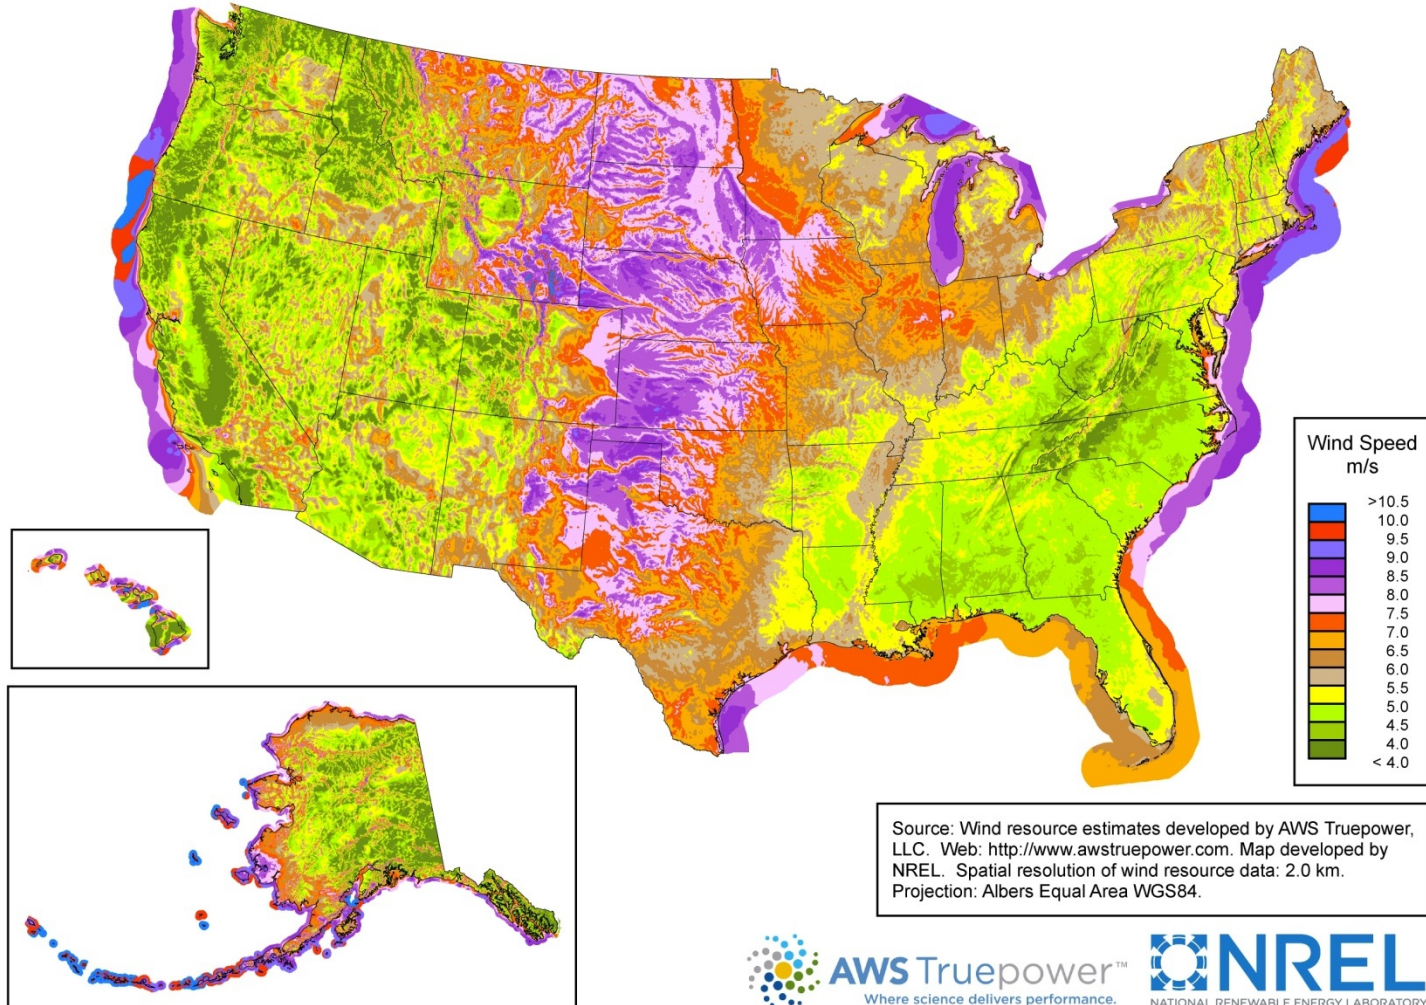 Wind Speed
m/s
>10.5
10.0
9.5
9.0
8.5
8.0
7.5
7.0
6.5
6.0
5.5
5.0
4.5
4.0
< 4.0
Source: Wind resource estimates developed by AWS Truepower,
LLC. Web: http://www.awstruepower.com. Map developed by
NREL. Spatial resolution of wind resource data: 2.0 km.
Projection: Albers Equal Area WGS84.
AWS Truepower™
Where science delivers performance.
NREL
NATIONAL RENEWABLE ENERGY LABORATORY